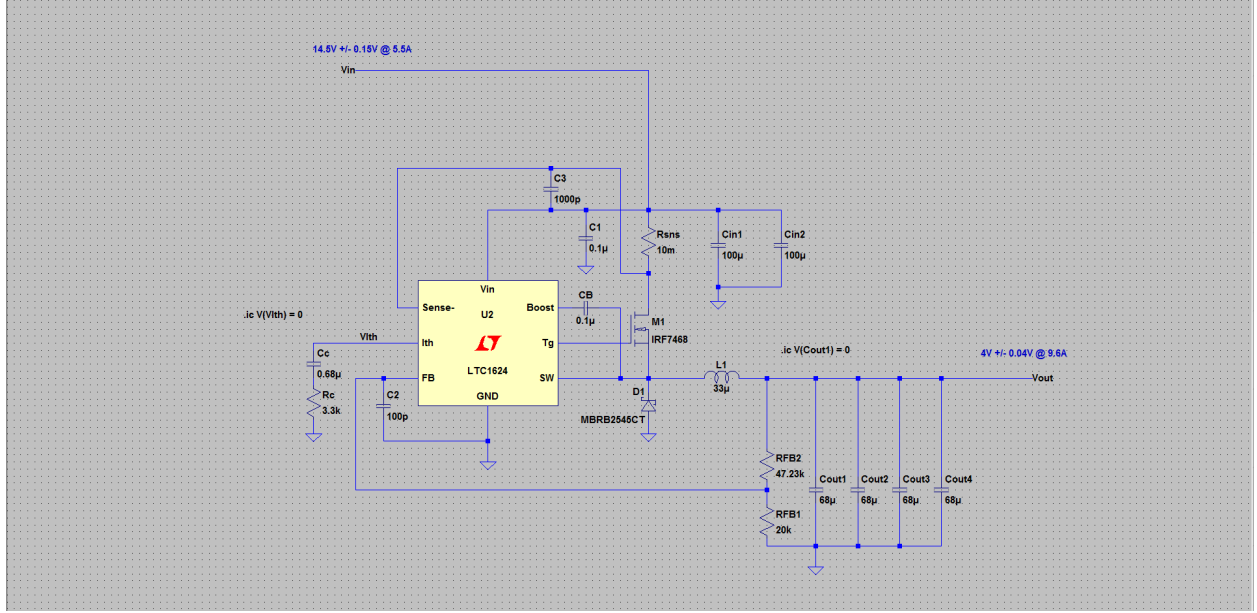 14.5V +/- 0.15V @ 5.5A
Vin
C3
1000p
C1
0.1µ
Rsns
10m
Cin1
100µ
Cin2
100µ
Vin
Sense-
U2
Boost
CB
0.1µ
M1
IRF7468
.ic V(VIth) = 0
VIth
Ith
Tg
LTC1624
.ic V(Cout1) = 0
4V +/- 0.04V @ 9.6A
Cc
0.68µ
Rc
3.3k
FB
SW
GND
C2
100p
L1
33µ
Vout
D1
MBRB2545CT
RFB2
47.23k
Cout1
68µ
Cout2
68µ
Cout3
68µ
Cout4
68µ
RFB1
20k